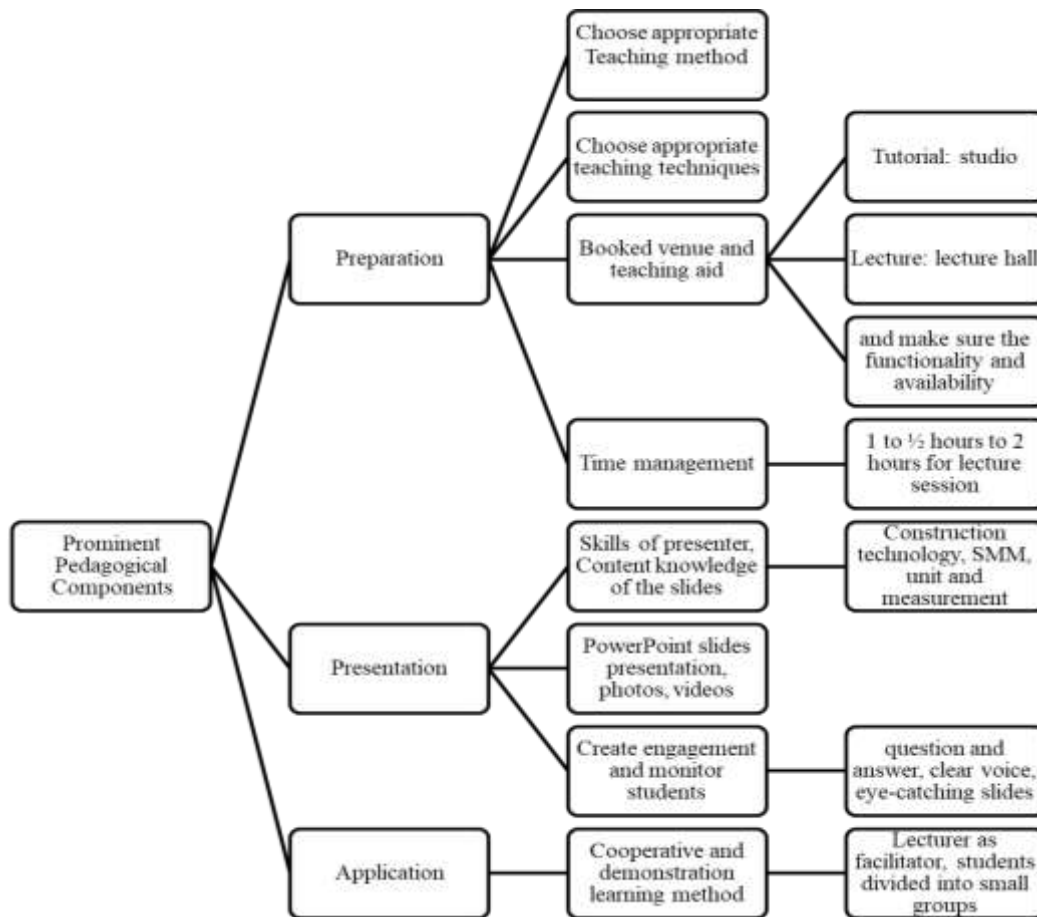 Choose appropriate
Teaching method
Choose appropriate
teaching techniques
Tutorial: studio
Preparation
Booked venue and
teaching aid
Lecture: lecture hall
and make sure the
functionality and
availability
Time management
1 to ½ hours to 2
hours for lecture
session
Prominent
Pedagogical
Components
Skills of presenter,
Content knowledge
of the slides
Construction
technology, SMM,
unit and
measurement
Presentation
PowerPoint slides
presentation,
photos, videos
Create engagement
and monitor
students
question and
answer, clear voice,
eye-catching slides
Application
Cooperative and
demonstration
learning method
Lecturer as
facilitator, students
divided into small
groups